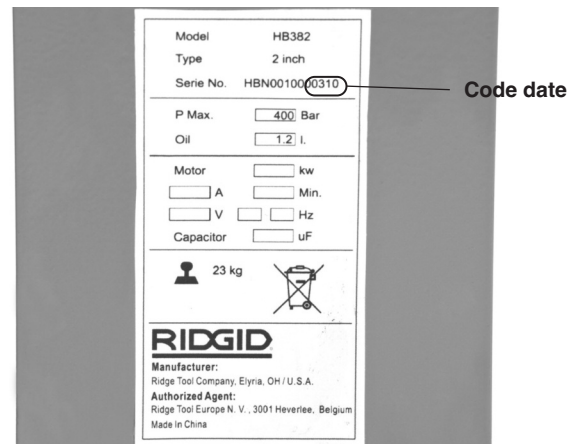 Model HB382
Type 2 inch
Serie No. HBN0010000310
Code date
P Max. 400 Bar
Oil 1.2 l.
Motor kw
A Min.
V Hz
Capacitor uF
23 kg
RIDGID
Manufacturer:
Ridge Tool Company, Elyria, OH / U.S.A.
Authorized Agent:
Ridge Tool Europe N. V. , 3001 Heverlee, Belgium
Made In China